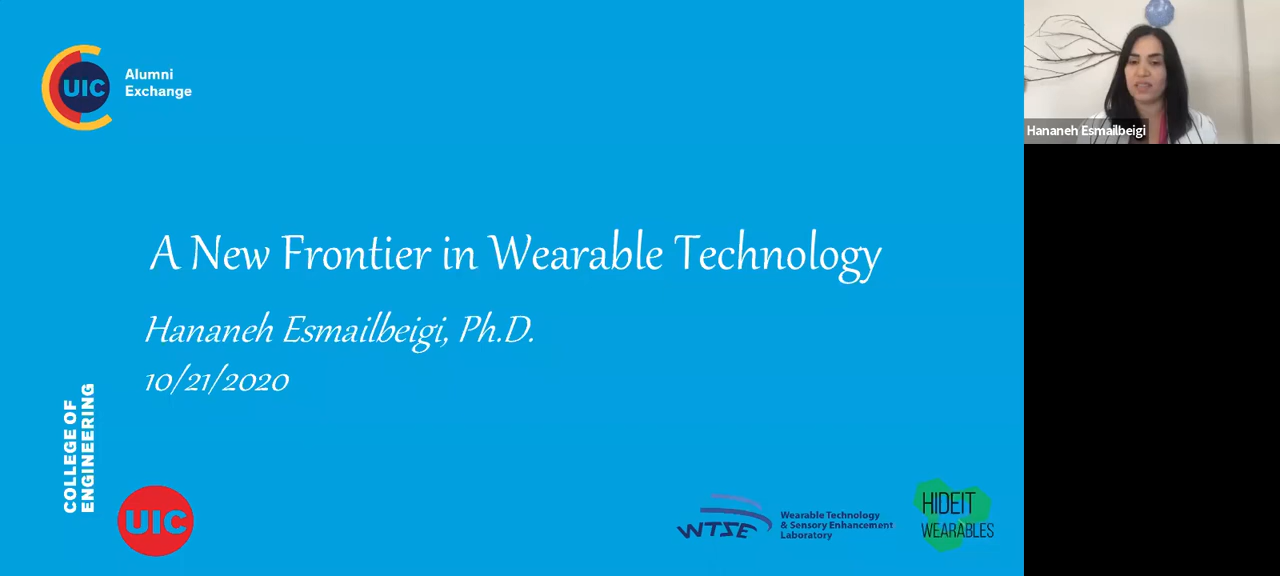 UIC
Alumni
Exchange
Hananeh Esmailbeigi
A New Frontier in Wearable Technology
Hananeh Esmailbeigi, Ph.D.
10/21/2020
COLLEGE OF
ENGINEERING
UIC
WTSE
Wearable Technology
& Sensory Enhancement
Laboratory
HIDEIT
WEARABLES